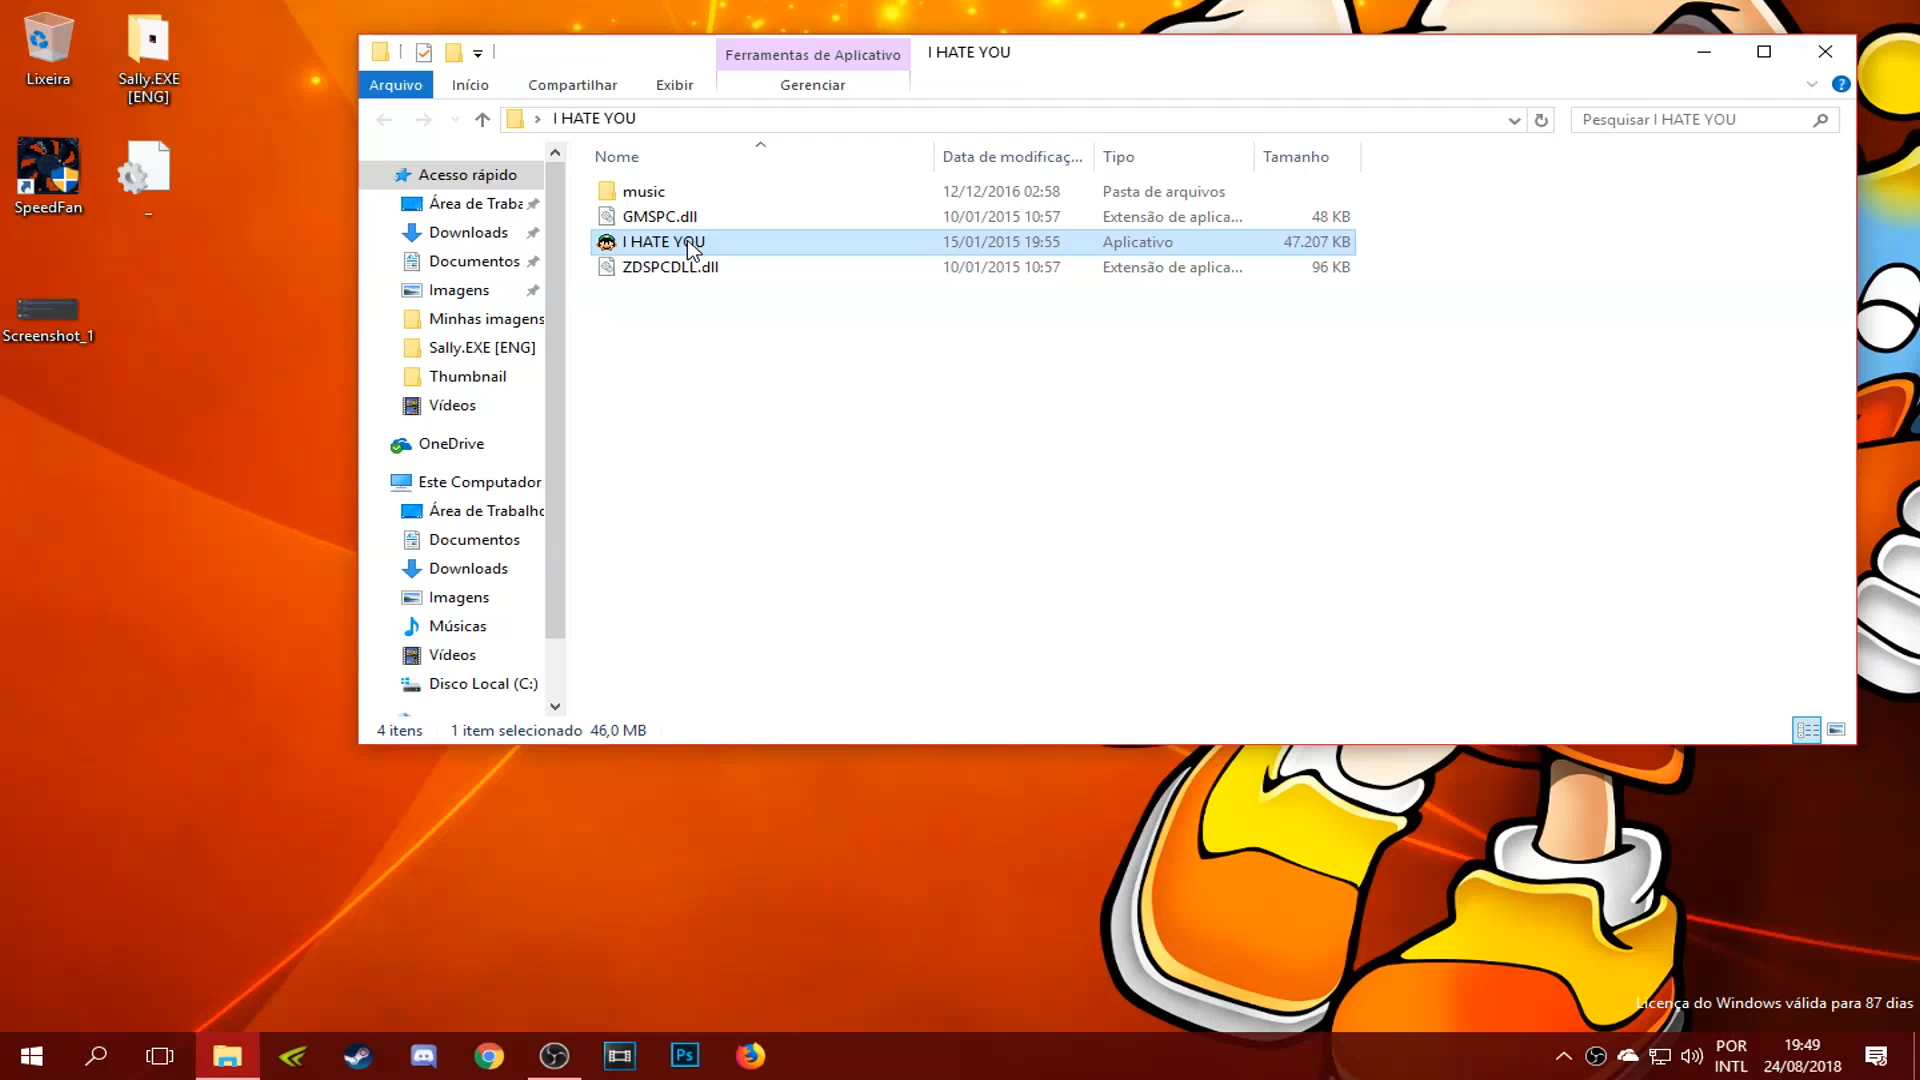 Lixeira
Sally.EXE
[ENG]
SpeedFan
_
Screenshot_1
Ferramentas de Aplicativo
I HATE YOU
Arquivo
Início
Compartilhar
Exibir
Gerenciar
I HATE YOU
Pesquisar I HATE YOU
Nome
Data de modificaç...
Tipo
Tamanho
music
12/12/2016 02:58
Pasta de arquivos
GMSPC.dll
10/01/2015 10:57
Extensão de aplica...
48 KB
I HATE YOU
15/01/2015 19:55
Aplicativo
47.207 KB
ZDSPCDLL.dll
10/01/2015 10:57
Extensão de aplica...
96 KB
Acesso rápido
Área de Traba
Downloads
Documentos
Imagens
Minhas imagens
Sally.EXE [ENG]
Thumbnail
Vídeos
OneDrive
Este Computador
Área de Trabalho
Documentos
Downloads
Imagens
Músicas
Vídeos
Disco Local (C:)
4 itens
1 item selecionado 46,0 MB
Licença do Windows válida para 87 dias
Ps
POR
INTL
19:49
24/08/2018